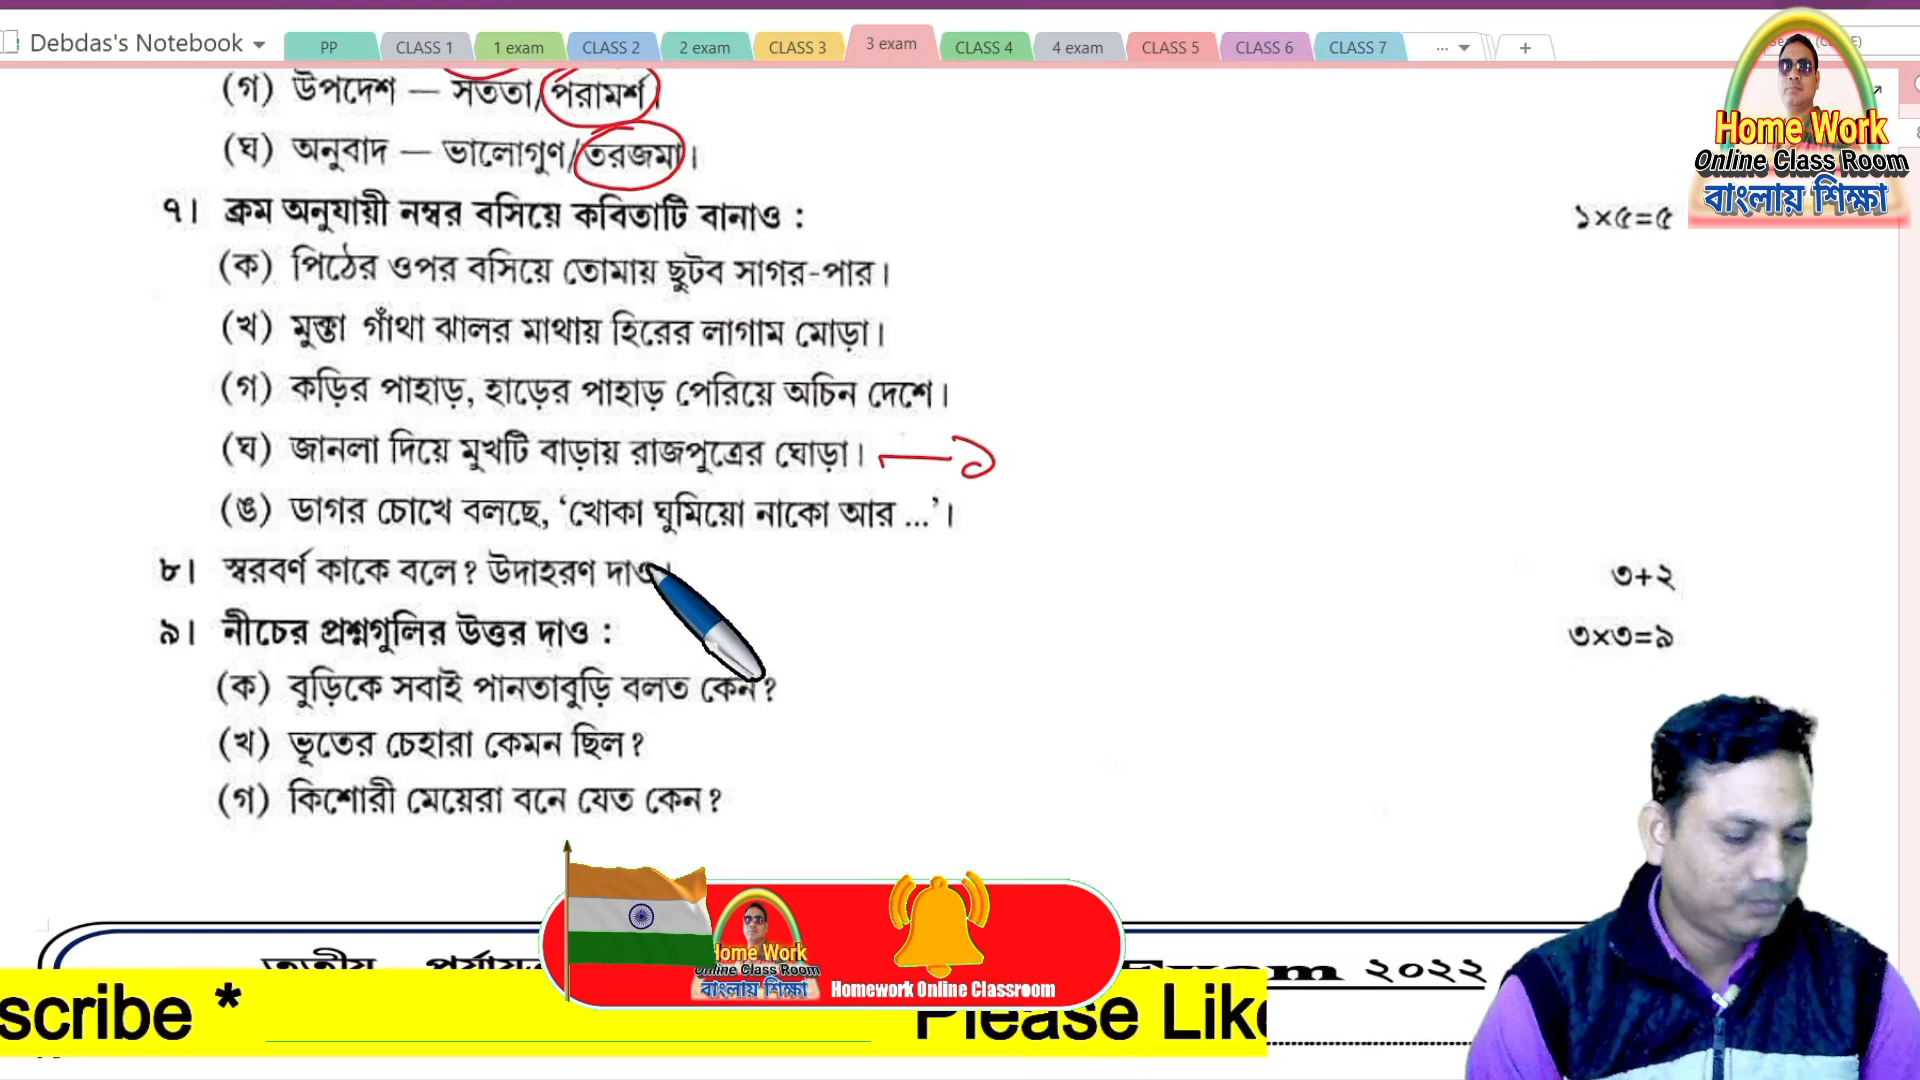 Debdas's Notebook
PP
CLASS 1
1 exam
CLASS 2
2 exam
CLASS 3
3 exam
CLASS 4
4 exam
CLASS 5
CLASS 6
CLASS 7
...
+
Home Work
Online Class Room
বাংলায় শিক্ষা
(গ) উপদেশ — সততা/পরামর্শ।
(ঘ) অনুবাদ — ভালোগুণ/তরজমা।
৭। ক্রম অনুযায়ী নম্বর বসিয়ে কবিতাটি বানাও : ১×৫=৫
(ক) পিঠের ওপর বসিয়ে তোমায় ছুটব সাগর-পার।
(খ) মুক্তা গাঁথা ঝালর মাথায় হিরের লাগাম মোড়া।
(গ) কড়ির পাহাড়, হাড়ের পাহাড় পেরিয়ে অচিন দেশে।
(ঘ) জানলা দিয়ে মুখটি বাড়ায় রাজপুত্রের ঘোড়া। — ১
(ঙ) ডাগর চোখে বলছে, ‘খোকা ঘুমিয়ো নাকো আর ...’।
৮। স্বরবর্ণ কাকে বলে? উদাহরণ দাও। ৩+২
৯। নীচের প্রশ্নগুলির উত্তর দাও : ৩×৩=৯
(ক) বুড়িকে সবাই পানতাবুড়ি বলত কেন?
(খ) ভূতের চেহারা কেমন ছিল?
(গ) কিশোরী মেয়েরা বনে যেত কেন?
Home Work
Online Class Room
বাংলায় শিক্ষা
Homework Online Classroom
তৃতীয় ২০২২
scribe * Please Like